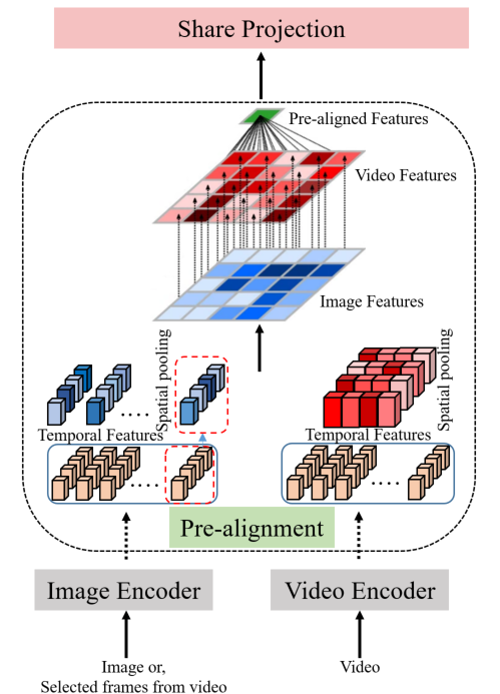 Share Projection
Pre-aligned Features
Video Features
Image Features
Spatial pooling
Spatial pooling
Temporal Features
Temporal Features
.....
....
....
Pre-alignment
Image Encoder
Video Encoder
Image or,
Selected frames from video
Video